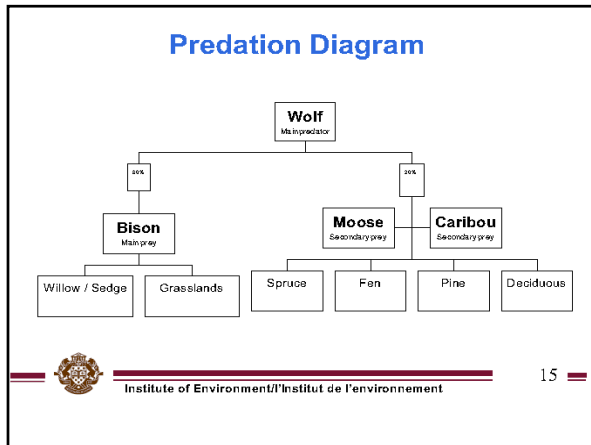 Predation Diagram
Wolf
Main predator
20%
Bison
Main prey
Moose
Secondary prey
Caribou
Secondary prey
Willow / Sedge
Grasslands
Spruce
Fen
Pine
Deciduous
Institute of Environment/l'Institut de l'environnement
15